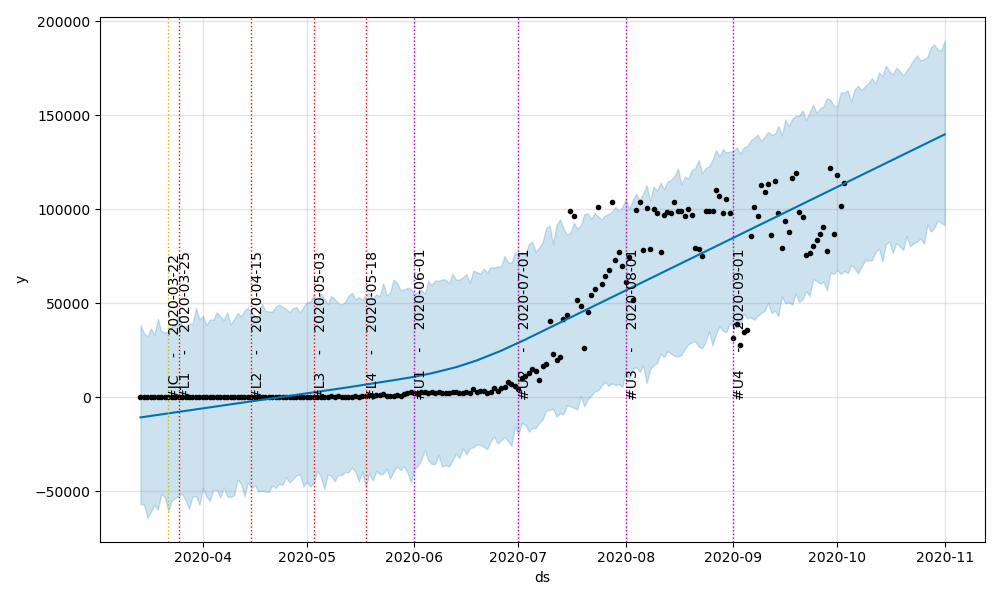 200000
150000
100000
50000
0
−50000
y
#JC - 2020-03-22
#L1 - 2020-03-25
#L2 - 2020-04-15
#L3 - 2020-05-03
#L4 - 2020-05-18
#U1 - 2020-06-01
#U2 - 2020-07-01
#U3 - 2020-08-01
#U4 - 2020-09-01
2020-04 2020-05 2020-06 2020-07 2020-08 2020-09 2020-10 2020-11
ds